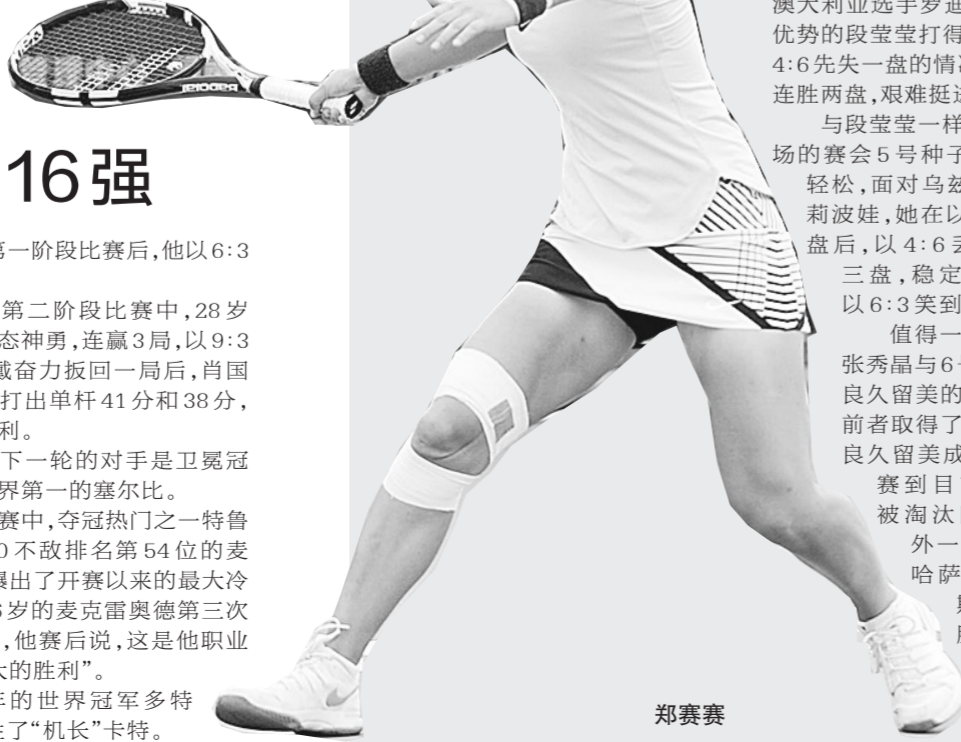 16强
第一阶段比赛后,他以6:3
第二阶段比赛中,28岁
态神勇,连赢3局,以9:3
戴奋力扳回一局后,肖国
打出单杆41分和38分,
利。
下一轮的对手是卫冕冠
界第一的塞尔比。
赛中,夺冠热门之一特鲁
0不敌排名第54位的麦
爆出了开赛以来的最大冷
岁的麦克雷奥德第三次
,他赛后说,这是他职业
大的胜利”。
年的世界冠军多特
了“机长”卡特。
Babolat
郑赛赛
澳大利亚选手罗迪
优势的段莹莹打得
4:6先失一盘的情况
连胜两盘,艰难挺进
与段莹莹一样
场的赛会5号种子
轻松,面对乌兹
莉波娃,她在以
盘后,以4:6丢
三盘,稳定
以6:3笑到
值得一
张秀晶与6
良久留美的
前者取得了
良久留美成
赛到目
被淘汰
外一
哈萨